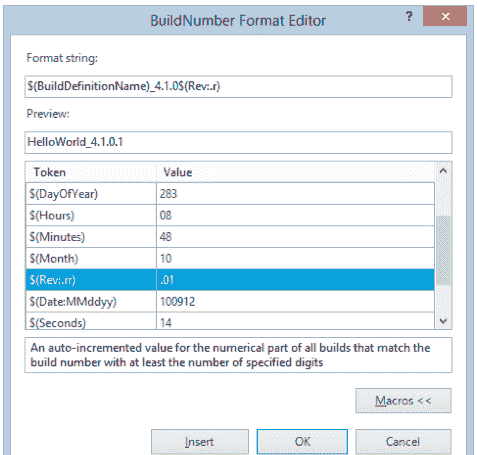 BuildNumber Format Editor ? ×
Format string:
$(BuildDefinitionName)_4.1.0$(Rev:.r)
Preview:
HelloWorld_4.1.0.1
Token Value
$(DayOfYear) 283
$(Hours) 08
$(Minutes) 48
$(Month) 10
$(Rev:.rr) .01
$(Date:MMddyy) 100912
$(Seconds) 14
An auto-incremented value for the numerical part of all builds that match the
build number with at least the number of specified digits
Macros <<
Insert OK Cancel